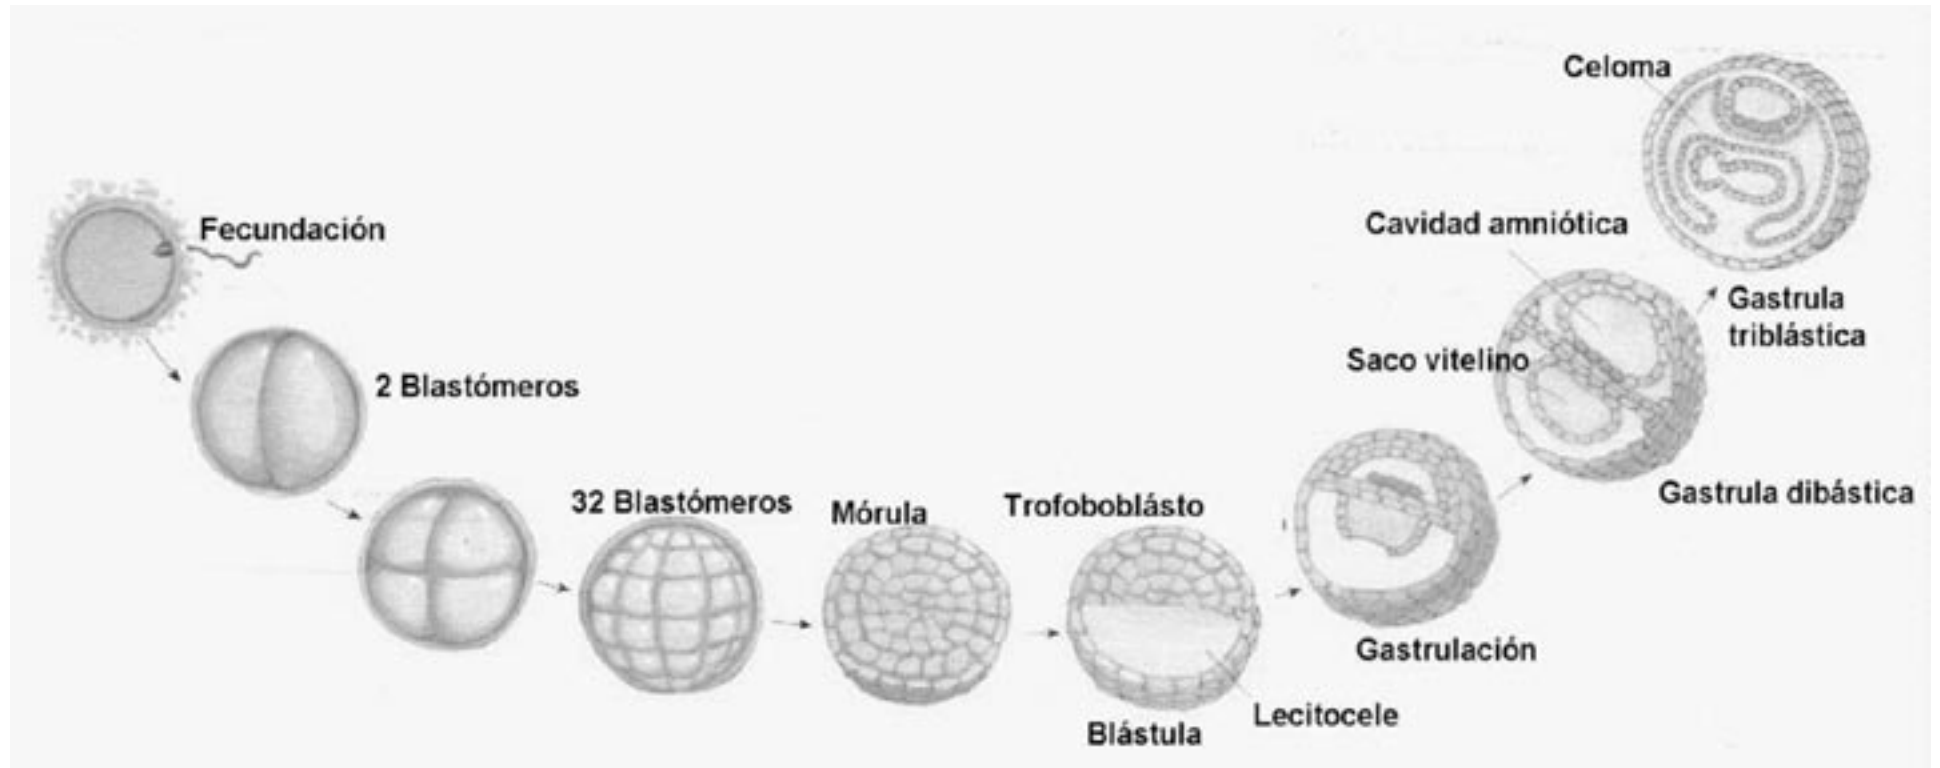 Fecundación
2 Blastómeros
32 Blastómeros
Mórula
Trofoboblásto
Blástula
Lecitocele
Gastrulación
Saco vitelino
Cavidad amniótica
Gastrula dibástica
Celoma
Gastrula
triblástica